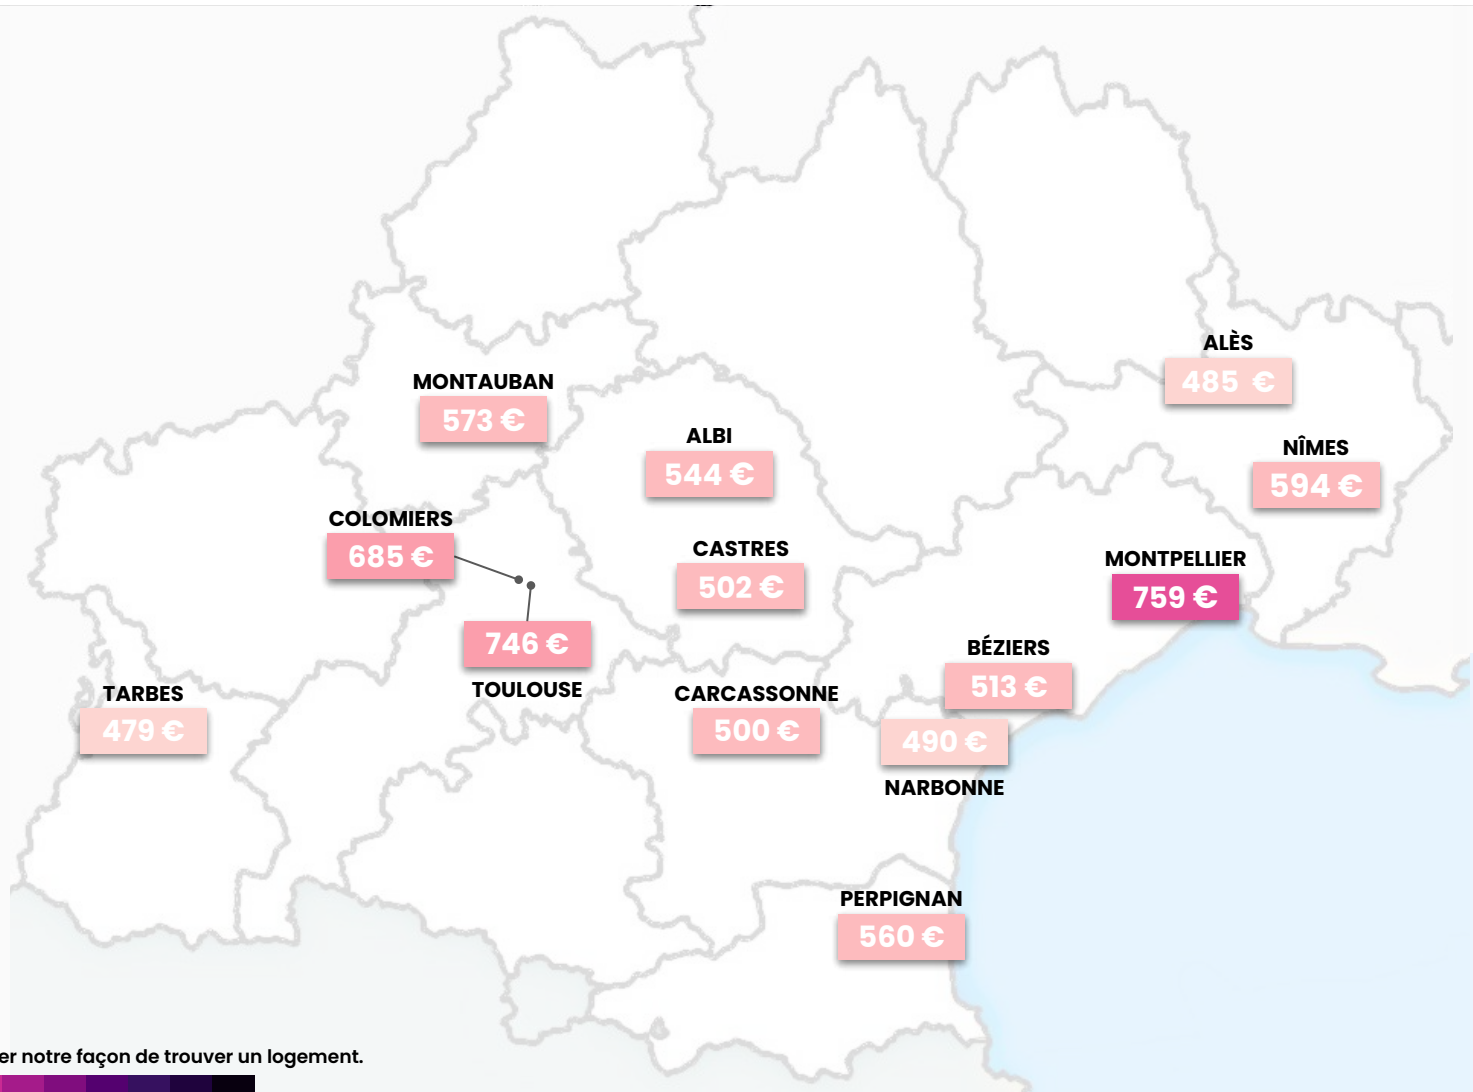 ALÈS
485 €
MONTAUBAN
573 €
ALBI
544 €
NÎMES
594 €
COLOMIERS
685 €
CASTRES
502 €
MONTPELLIER
759 €
746 €
TOULOUSE
BÉZIERS
513 €
TARBES
479 €
CARCASSONNE
500 €
490 €
NARBONNE
PERPIGNAN
560 €
er notre façon de trouver un logement.